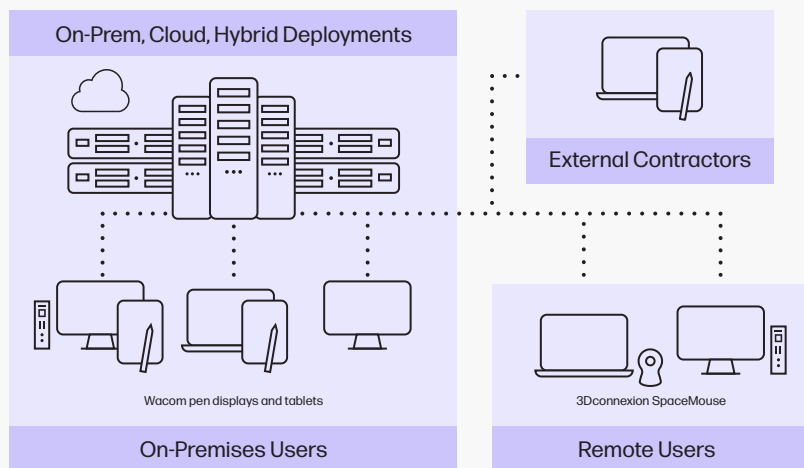 On-Prem, Cloud, Hybrid Deployments
External Contractors
Wacom pen displays and tablets
3Dconnexion SpaceMouse
On-Premises Users
Remote Users